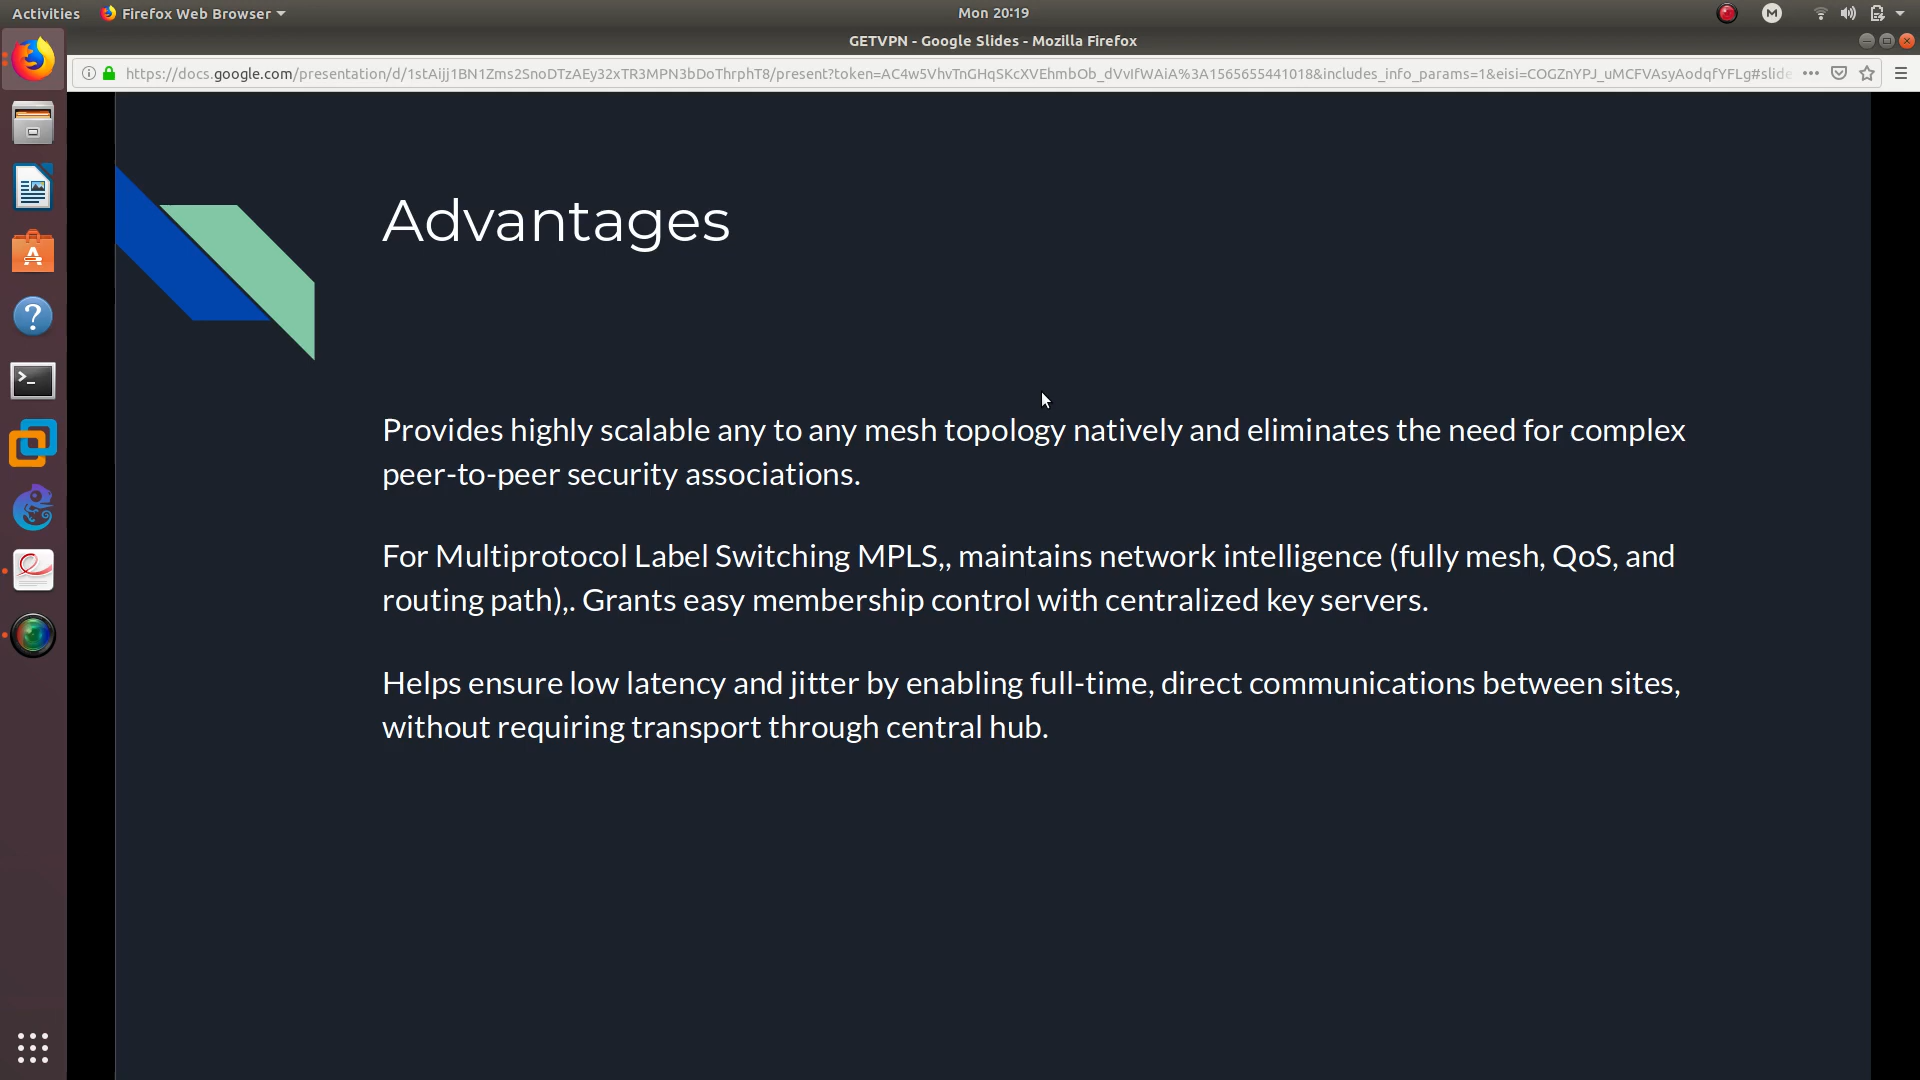 Activities
Firefox Web Browser
Mon 20:19
M
GETVPN - Google Slides - Mozilla Firefox
https://docs.google.com/presentation/d/1stAijj1BN1Zms2SnoDTzAEy32xTR3MPN3bDoThrphT8/present?token=AC4w5VhvTnGHqSKcXVEhmbOb_dVvIfWAiA%3A1565655441018&includes_info_params=1&eisi=COGZnYPJ_uMCFVAsyAodqfYFLg#slide
Advantages
Provides highly scalable any to any mesh topology natively and eliminates the need for complex
peer-to-peer security associations.
For Multiprotocol Label Switching MPLS,, maintains network intelligence (fully mesh, QoS, and
routing path),. Grants easy membership control with centralized key servers.
Helps ensure low latency and jitter by enabling full-time, direct communications between sites,
without requiring transport through central hub.